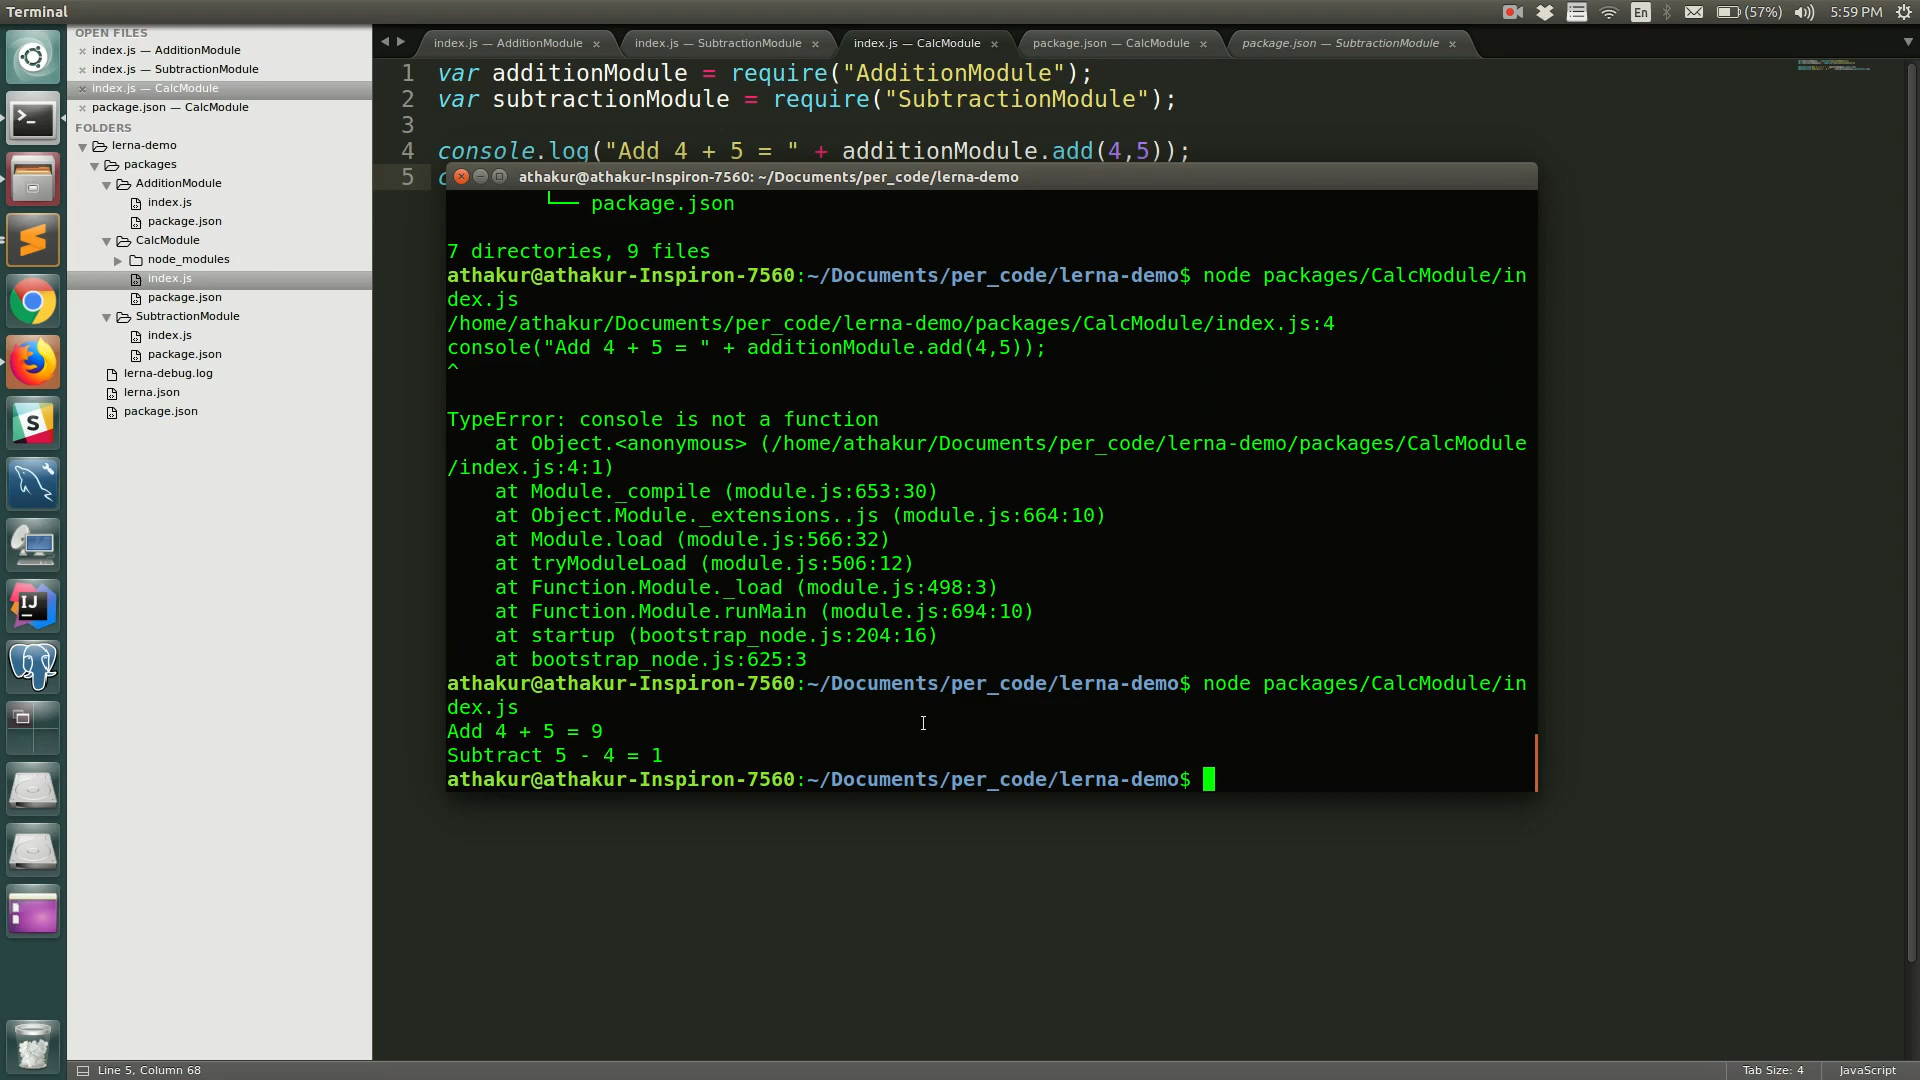 Terminal
En
(57%)
5:59 PM
OPEN FILES
index.js — AdditionModule
index.js — SubtractionModule
index.js — CalcModule
package.json — CalcModule
FOLDERS
lerna-demo
packages
AdditionModule
index.js
package.json
CalcModule
node_modules
index.js
package.json
SubtractionModule
index.js
package.json
lerna-debug.log
lerna.json
package.json
index.js — AdditionModule
index.js — SubtractionModule
index.js — CalcModule
package.json — CalcModule
package.json — SubtractionModule
1 var additionModule = require("AdditionModule");
2 var subtractionModule = require("SubtractionModule");
3
4 console.log("Add 4 + 5 = " + additionModule.add(4,5));
5 c
athakur@athakur-Inspiron-7560: ~/Documents/per_code/lerna-demo
└── package.json
7 directories, 9 files
athakur@athakur-Inspiron-7560:~/Documents/per_code/lerna-demo$ node packages/CalcModule/in
dex.js
/home/athakur/Documents/per_code/lerna-demo/packages/CalcModule/index.js:4
console("Add 4 + 5 = " + additionModule.add(4,5));
^
TypeError: console is not a function
at Object.<anonymous> (/home/athakur/Documents/per_code/lerna-demo/packages/CalcModule
/index.js:4:1)
at Module._compile (module.js:653:30)
at Object.Module._extensions..js (module.js:664:10)
at Module.load (module.js:566:32)
at tryModuleLoad (module.js:506:12)
at Function.Module._load (module.js:498:3)
at Function.Module.runMain (module.js:694:10)
at startup (bootstrap_node.js:204:16)
at bootstrap_node.js:625:3
athakur@athakur-Inspiron-7560:~/Documents/per_code/lerna-demo$ node packages/CalcModule/in
dex.js
Add 4 + 5 = 9
Subtract 5 - 4 = 1
athakur@athakur-Inspiron-7560:~/Documents/per_code/lerna-demo$
Line 5, Column 68
Tab Size: 4
JavaScript